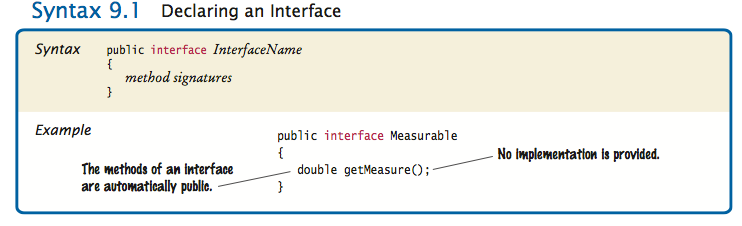 Syntax 9.1 Declaring an Interface
Syntax
public interface InterfaceName
{
method signatures
}
Example
public interface Measurable
{
double getMeasure();
}
The methods of an interface
are automatically public.
No implementation is provided.